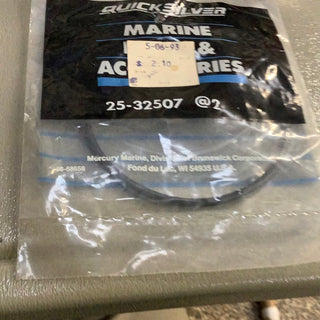 QUICKSILVER
MARINE
&
ACCESSORIES
5-06-93
$ 2.10
25-32507 @2
Mercury Marine, Division of Brunswick Corporation
Fond du Lac, WI 54935 U.S.A.